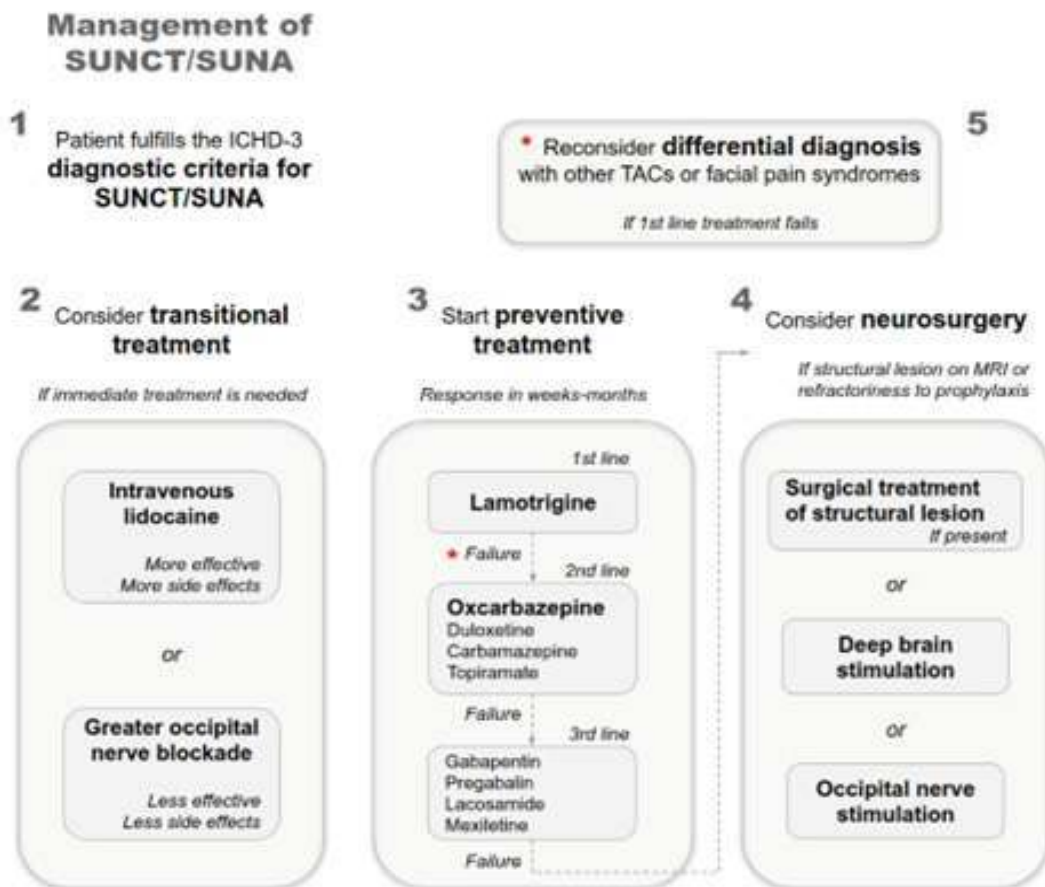 Management of
SUNCT/SUNA
1
Patient fulfills the ICHD-3
diagnostic criteria for
SUNCT/SUNA
5
* Reconsider differential diagnosis
with other TACs or facial pain syndromes
If 1st line treatment fails
2
Consider transitional
treatment
If immediate treatment is needed
Intravenous
lidocaine
More effective
More side effects
or
Greater occipital
nerve blockade
Less effective
Less side effects
3
Start preventive
treatment
Response in weeks-months
1st line
Lamotrigine
* Failure
2nd line
Oxcarbazepine
Duloxetine
Carbamazepine
Topiramate
Failure
3rd line
Gabapentin
Pregabalin
Lacosamide
Mexiletine
Failure
4
Consider neurosurgery
If structural lesion on MRI or
refractoriness to prophylaxis
Surgical treatment
of structural lesion
If present
or
Deep brain
stimulation
or
Occipital nerve
stimulation